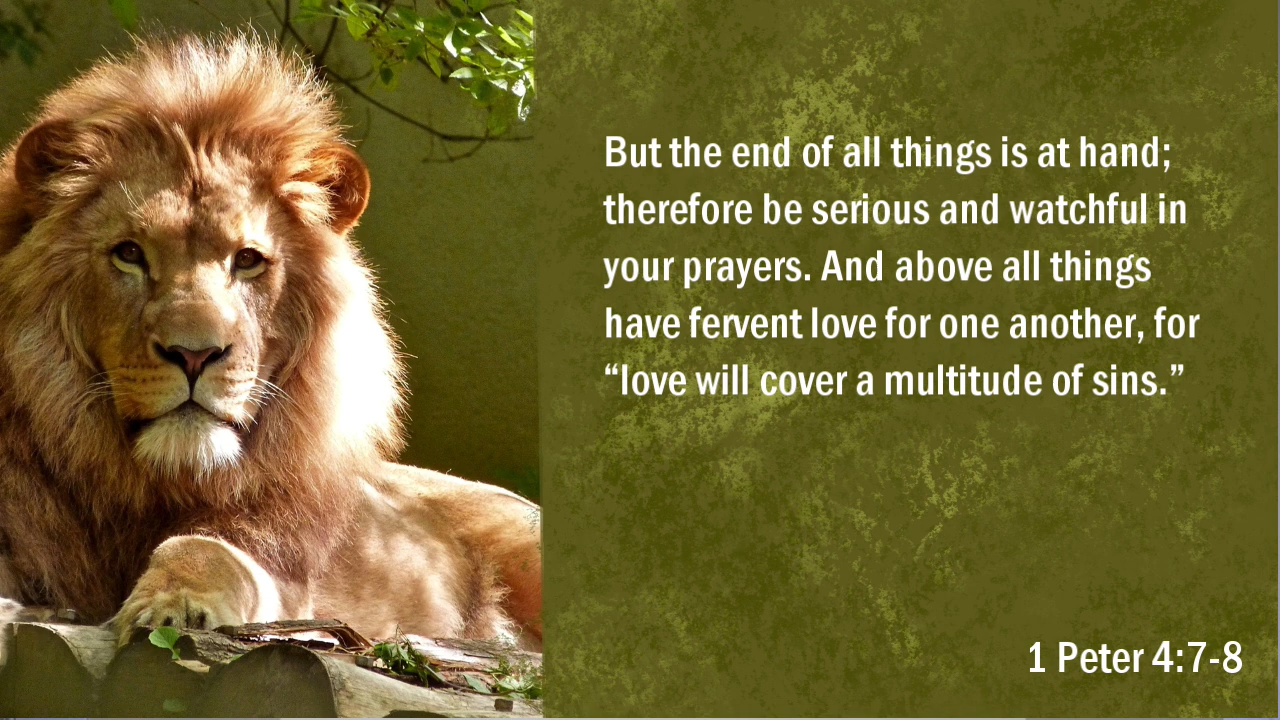 But the end of all things is at hand;
therefore be serious and watchful in
your prayers. And above all things
have fervent love for one another, for
“love will cover a multitude of sins.”
1 Peter 4:7-8